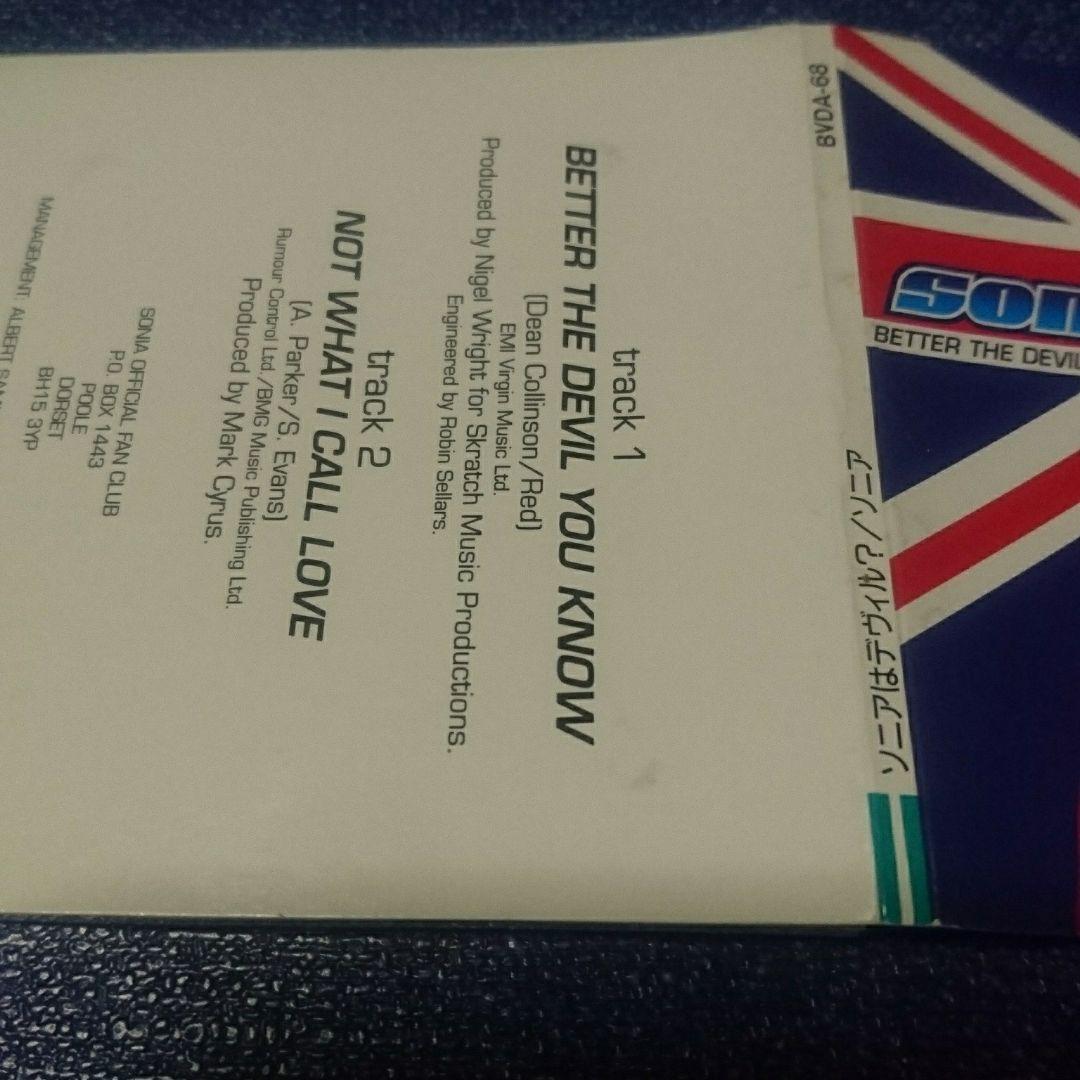 track 1
BETTER THE DEVIL YOU KNOW
(Dean Collinson/Red)
EMI Virgin Music Ltd.
Produced by Nigel Wright for Skratch Music Productions.
Engineered by Robin Sellars.
track 2
NOT WHAT I CALL LOVE
(A. Parker/S. Evans)
Rumour Control Ltd./BMG Music Publishing Ltd.
Produced by Mark Cyrus.
SONIA OFFICIAL FAN CLUB
P.O. BOX 1443
POOLE
DORSET
BH15 3YP
MANAGEMENT: ALBERT
BVDA-68
ソニアはデヴィル?/ソニア
SON
BETTER THE DEVIL